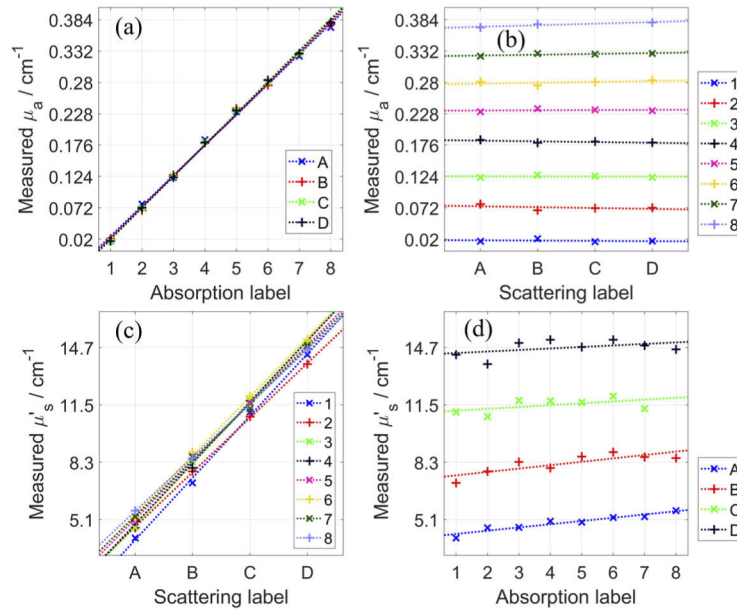 (a)
Measured μa / cm-1
0.384
0.332
0.28
0.228
0.176
0.124
0.072
0.02
A
B
C
D
1 2 3 4 5 6 7 8
Absorption label
(b)
Measured μa / cm-1
0.384
0.332
0.28
0.228
0.176
0.124
0.072
0.02
A B C D
Scattering label
1
2
3
4
5
6
7
8
(c)
Measured μ's / cm-1
14.7
11.5
8.3
5.1
1
2
3
4
5
6
7
8
A B C D
Scattering label
(d)
Measured μ's / cm-1
14.7
11.5
8.3
5.1
1 2 3 4 5 6 7 8
Absorption label
A
B
C
D